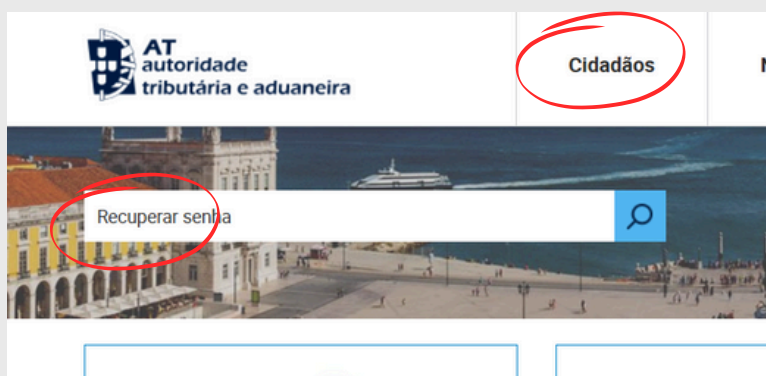 AT
autoridade
tributária e aduaneira
Cidadãos
Recuperar senha